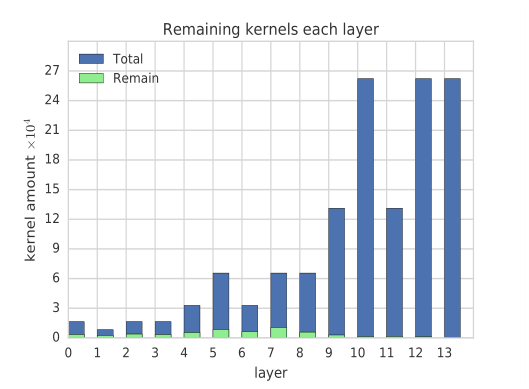 Remaining kernels each layer
Total
Remain
27
24
21
18
15
12
9
6
3
0
kernel amount ×10⁴
0 1 2 3 4 5 6 7 8 9 10 11 12 13
layer